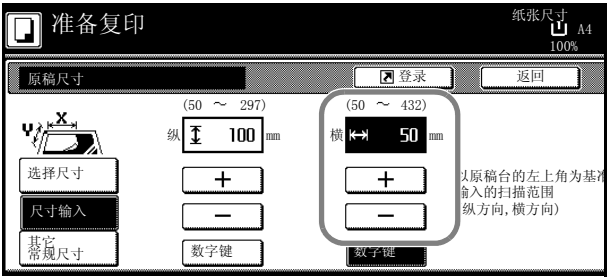 准备复印
纸张尺寸
A4
100%
原稿尺寸
登录
返回
(50 ～ 297)
(50 ～ 432)
X
Y
纵 100 mm
横 50 mm
选择尺寸
+
+
以原稿台的左上角为基准
输入的扫描范围
(纵方向,横方向)
尺寸输入
－
－
其它
常规尺寸
数字键
数字键